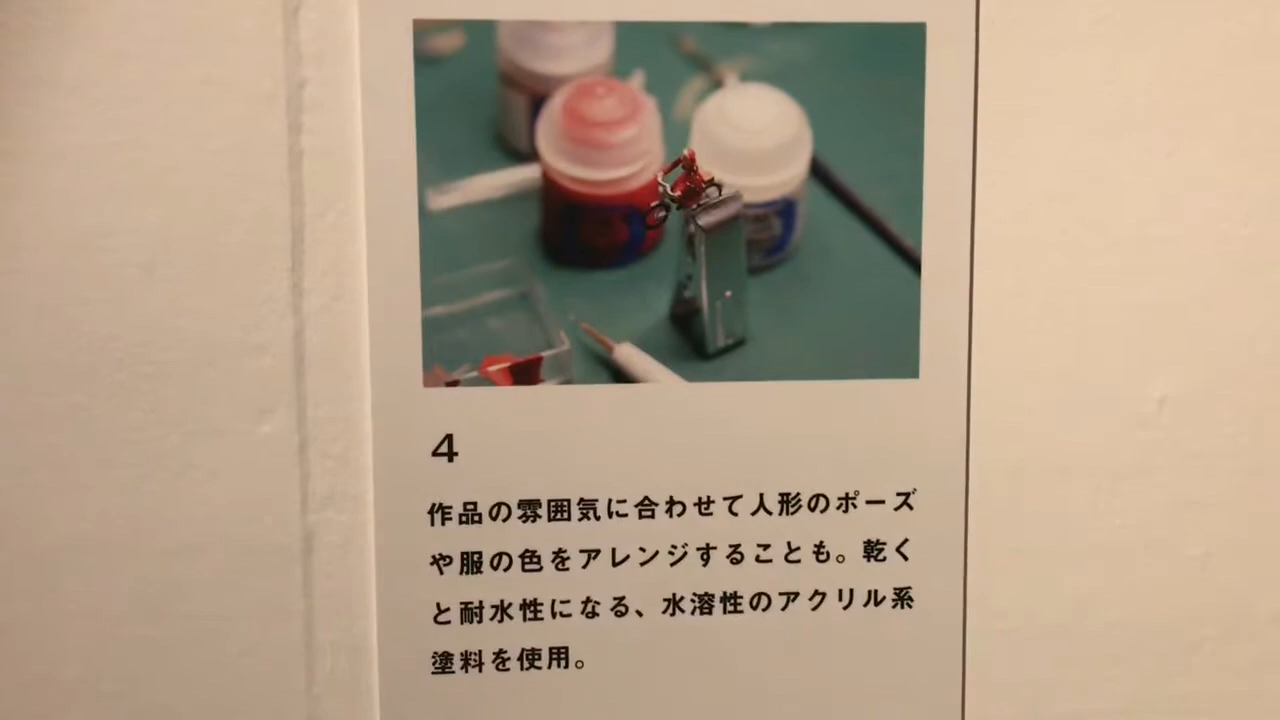 4
作品の雰囲気に合わせて人形のポーズ
や服の色をアレンジすることも。乾く
と耐水性になる、水溶性のアクリル系
塗料を使用。